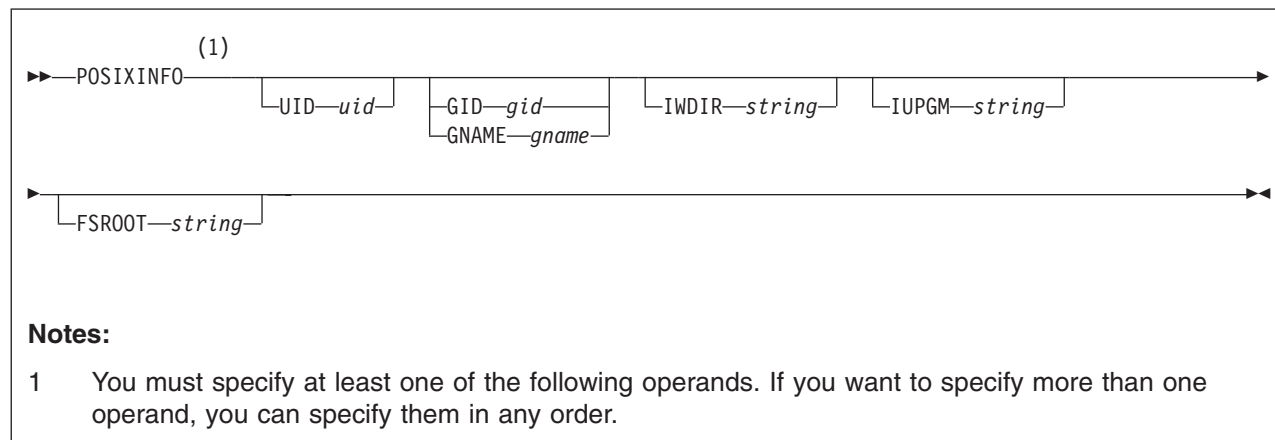 (1)
POSIXINFO
UID uid
GID gid
IWDIR string
IUPGM string
GNAME gname
FSROOT string
Notes:
1 You must specify at least one of the following operands. If you want to specify more than one
operand, you can specify them in any order.